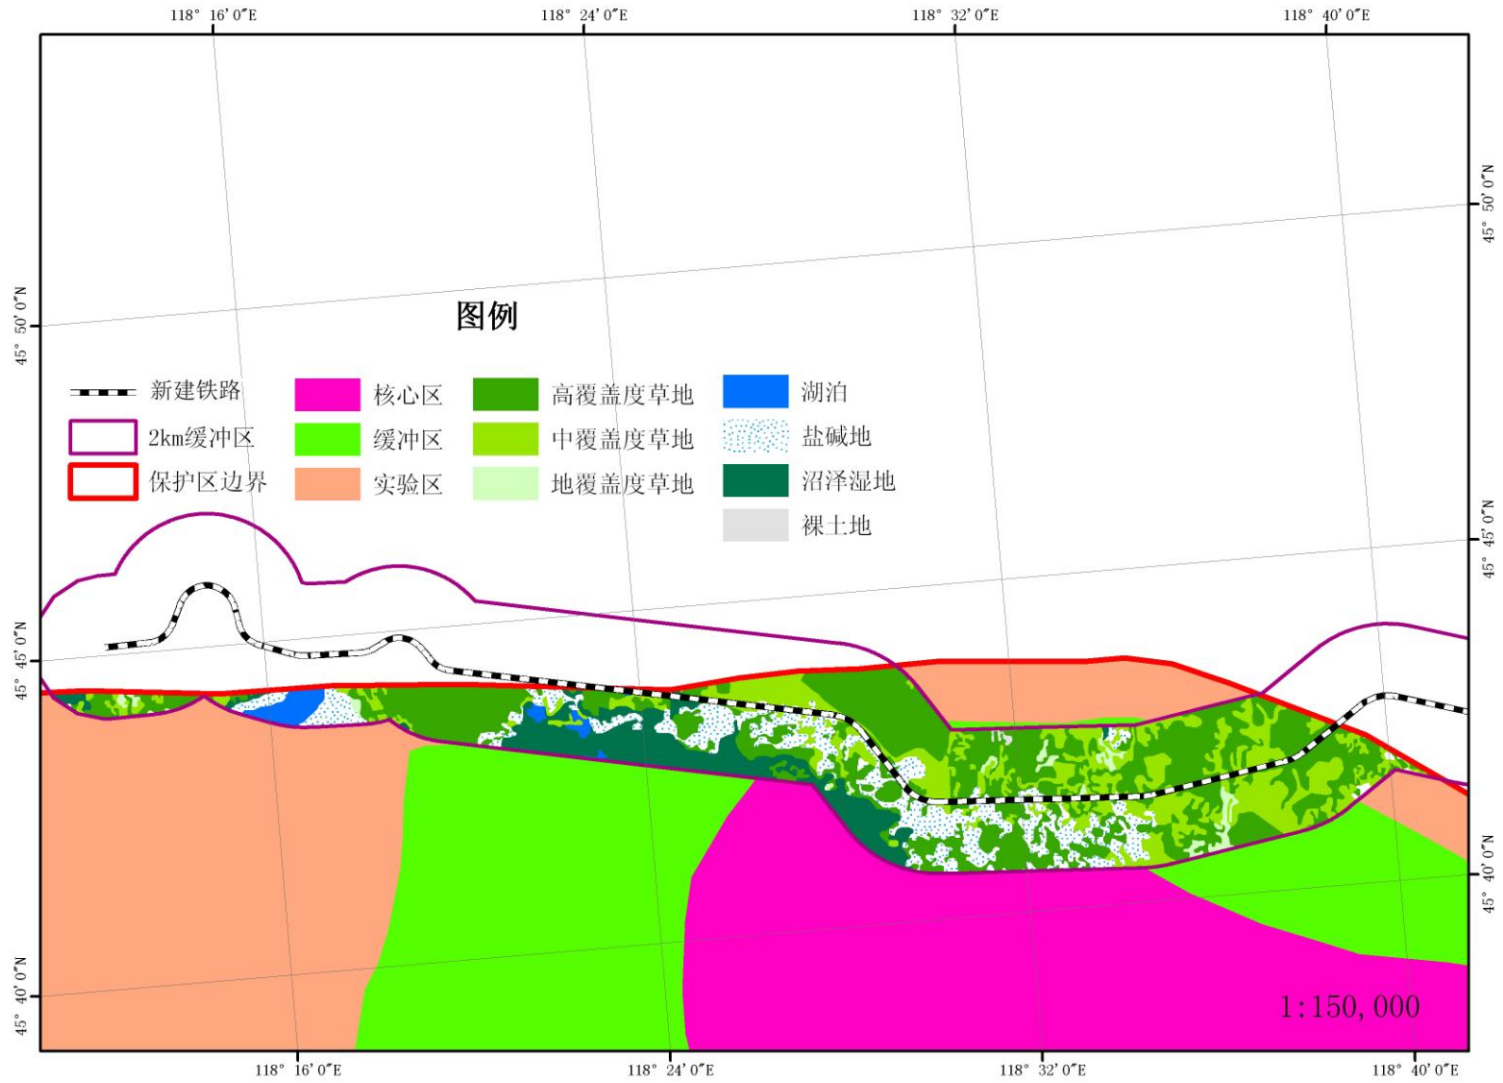 118° 16′ 0″E 118° 24′ 0″E 118° 32′ 0″E 118° 40′ 0″E
45° 50′ 0″N
45° 50′ 0″N
图例
新建铁路 核心区 高覆盖度草地 湖泊
2km缓冲区 缓冲区 中覆盖度草地 盐碱地
保护区边界 实验区 地覆盖度草地 沼泽湿地
裸土地
45° 45′ 0″N
45° 45′ 0″N
45° 40′ 0″N
45° 40′ 0″N
1:150,000
118° 16′ 0″E 118° 24′ 0″E 118° 32′ 0″E 118° 40′ 0″E